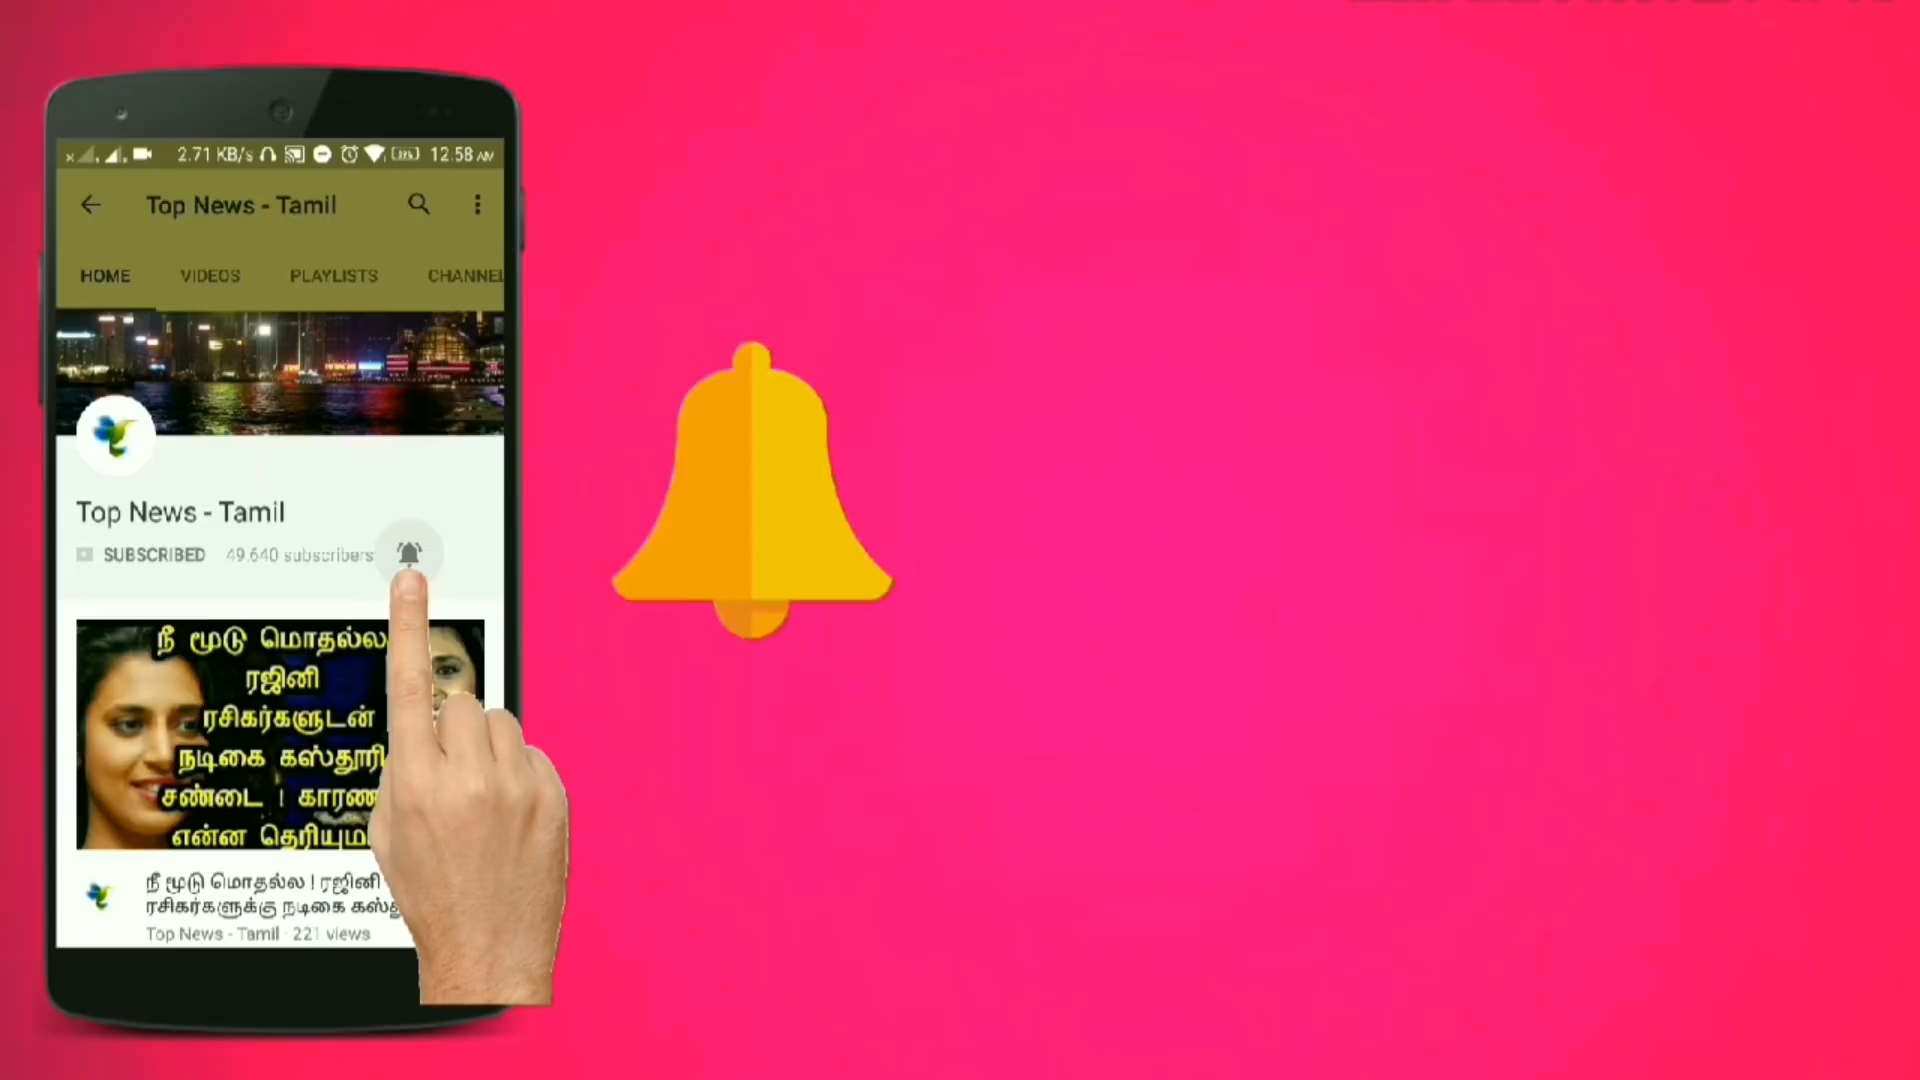 2.71 KB/s 12.58 AM
Top News - Tamil
HOME VIDEOS PLAYLISTS CHANNEL
Top News - Tamil
SUBSCRIBED 49,640 subscribers
நீ மூடு மொதல்ல
ரஜினி
ரசிகர்களுடன்
நடிகை கஸ்தூரி
சண்டை ! காரண
என்ன தெரியுமா
நீ மூடு மொதல்ல ! ரஜினி
ரசிகர்களுக்கு நடிகை கஸ்தூ
Top News - Tamil · 221 views